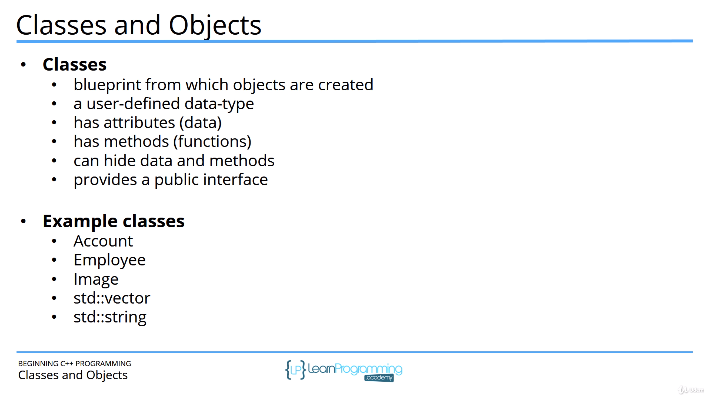 Classes and Objects
• Classes
• blueprint from which objects are created
• a user-defined data-type
• has attributes (data)
• has methods (functions)
• can hide data and methods
• provides a public interface
• Example classes
• Account
• Employee
• Image
• std::vector
• std::string
BEGINNING C++ PROGRAMMING
Classes and Objects
{LP} LearnProgramming
academy